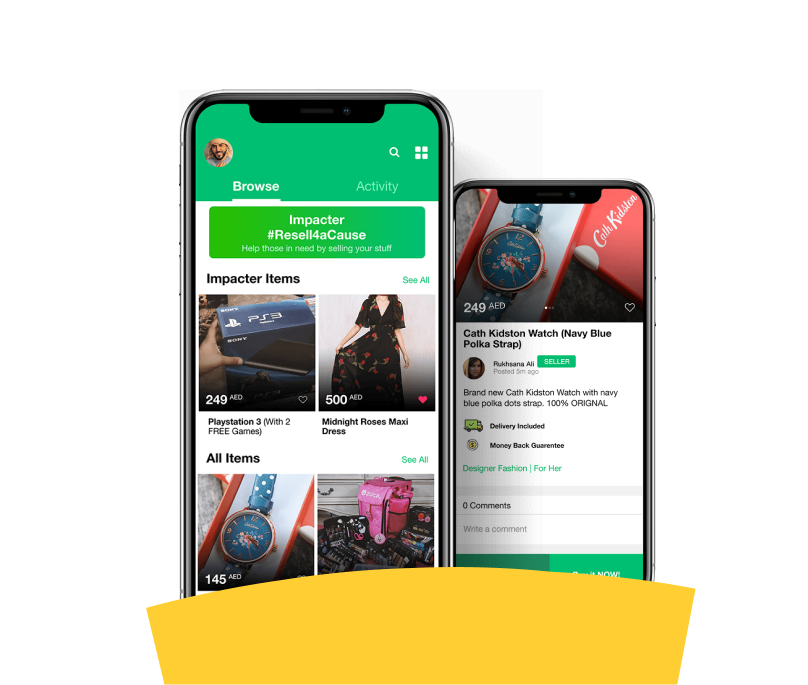 Browse
Activity
Impacter
#Resell4aCause
Help those in need by selling your stuff
Impacter Items
See All
SONY
PS3
SONY
249 AED
500 AED
Playstation 3 (With 2
FREE Games)
Midnight Roses Maxi
Dress
All Items
See All
145 AED
Cath Kidston
249 AED
Cath Kidston Watch (Navy Blue
Polka Strap)
Rukhsana Ali
SELLER
Posted 5m ago
Brand new Cath Kidston Watch with navy
blue polka dots strap. 100% ORIGNAL
Delivery Included
Money Back Guarentee
Designer Fashion | For Her
0 Comments
Write a comment
NOW!